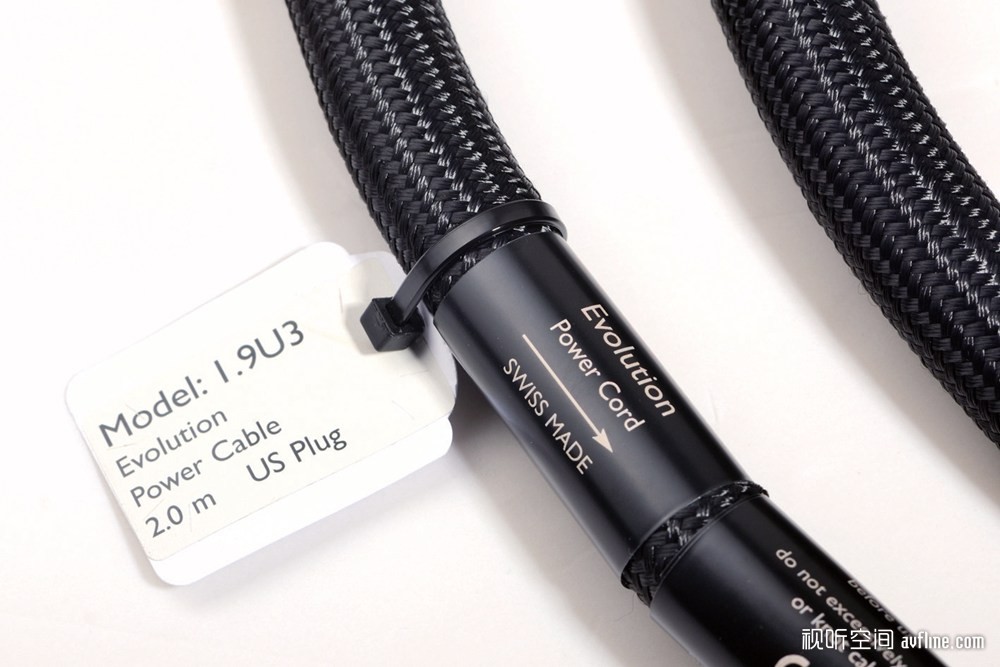 Model: 1.9U3
Evolution
Power Cable
2.0 m US Plug
Evolution
Power Cord
SWISS MADE
do not
or
视听空间 avfline.com